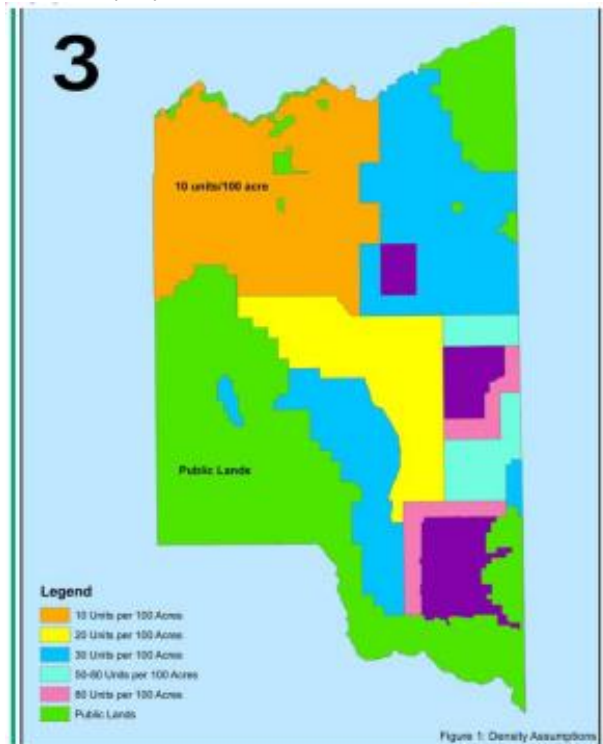 3
10 units/100 acre
Public Lands
Legend
10 Units per 100 Acres
20 Units per 100 Acres
30 Units per 100 Acres
50-60 Units per 100 Acres
80 Units per 100 Acres
Public Lands
Figure 1: Density Assumptions